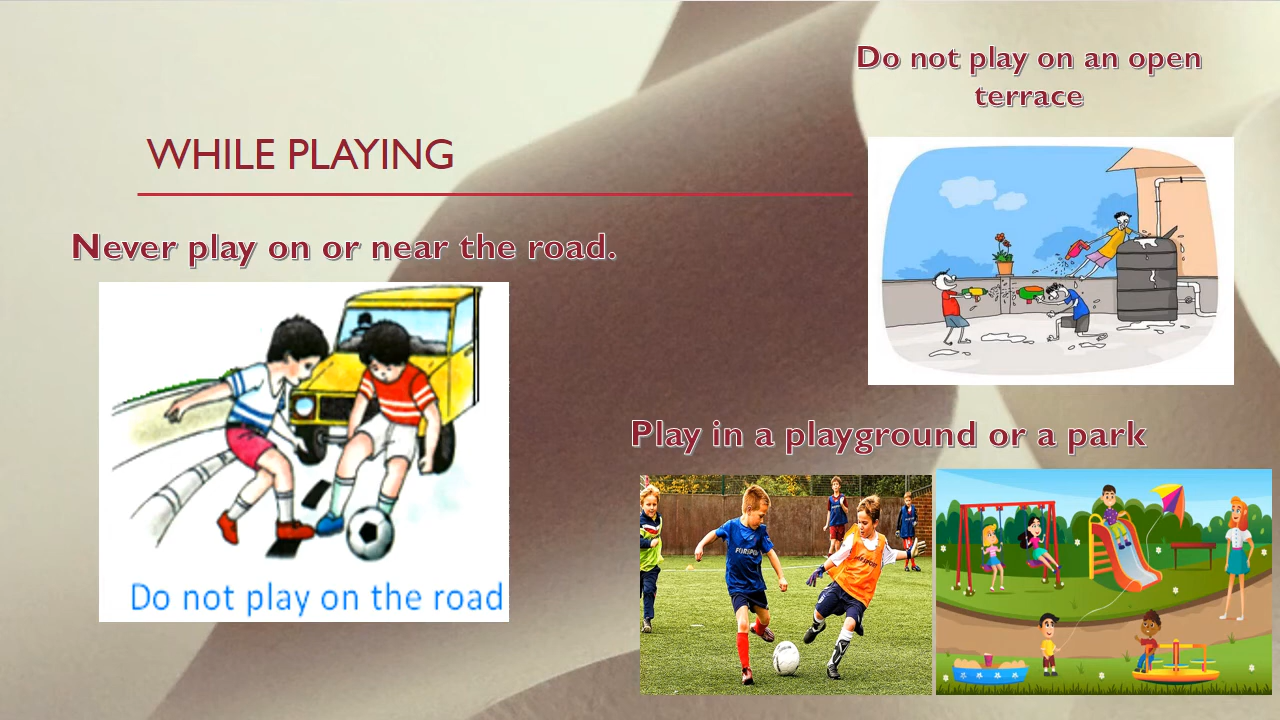 WHILE PLAYING
Never play on or near the road.
Do not play on the road
Do not play on an open
terrace
Play in a playground or a park